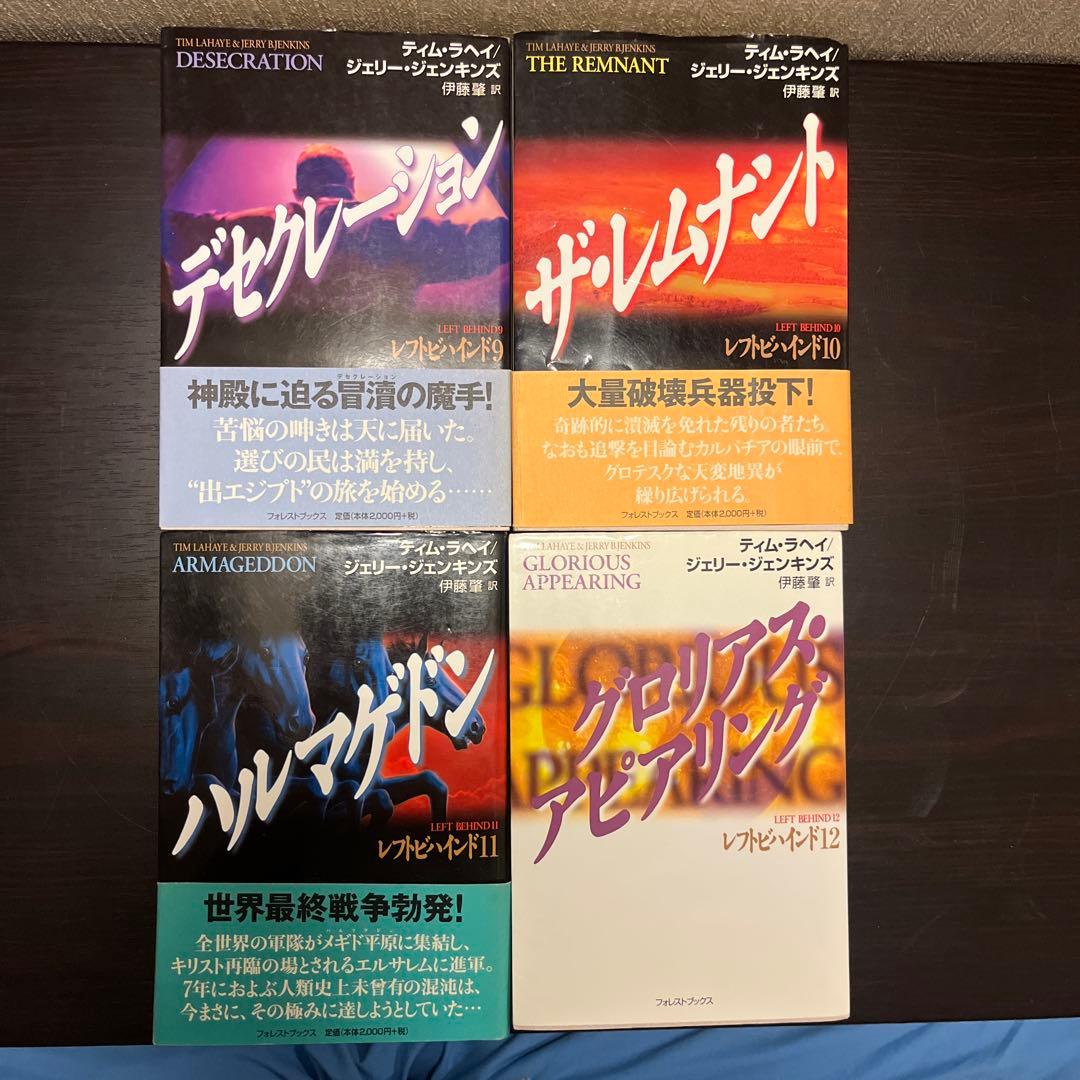 TIM LAHAYE & JERRY B.JENKINS
DESECRATION
ティム・ラヘイ/
ジェリー・ジェンキンズ
伊藤肇 訳
デセクレーション
LEFT BEHIND 9
レフトビハインド9
デセクレーション
神殿に迫る冒瀆の魔手!
苦悩の呻きは天に届いた。
選びの民は満を持し、
“出エジプト”の旅を始める……
フォレストブックス 定価(本体2,000円+税)
TIM LAHAYE & JERRY B.JENKINS
THE REMNANT
ティム・ラヘイ/
ジェリー・ジェンキンズ
伊藤肇 訳
ザ・レムナント
LEFT BEHIND 10
レフトビハインド10
大量破壊兵器投下!
奇跡的に潰滅を免れた残りの者たち。
なおも追撃を目論むカルパチアの眼前で、
グロテスクな天変地異が
繰り広げられる。
フォレストブックス 定価(本体2,000円+税)
TIM LAHAYE & JERRY B.JENKINS
ARMAGEDDON
ティム・ラヘイ/
ジェリー・ジェンキンズ
伊藤肇 訳
ハルマゲドン
LEFT BEHIND 11
レフトビハインド11
世界最終戦争勃発!
ハルマゲドン
全世界の軍隊がメギド平原に集結し、
キリスト再臨の場とされるエルサレムに進軍。
7年におよぶ人類史上未曾有の混沌は、
今まさに、その極みに達しようとしていた…
フォレストブックス 定価(本体2,000円+税)
TIM LAHAYE & JERRY B.JENKINS
GLORIOUS
APPEARING
ティム・ラヘイ/
ジェリー・ジェンキンズ
伊藤肇 訳
GLORIOUS
APPEARING
グロリアス・
アピアリング
LEFT BEHIND 12
レフトビハインド12
フォレストブックス